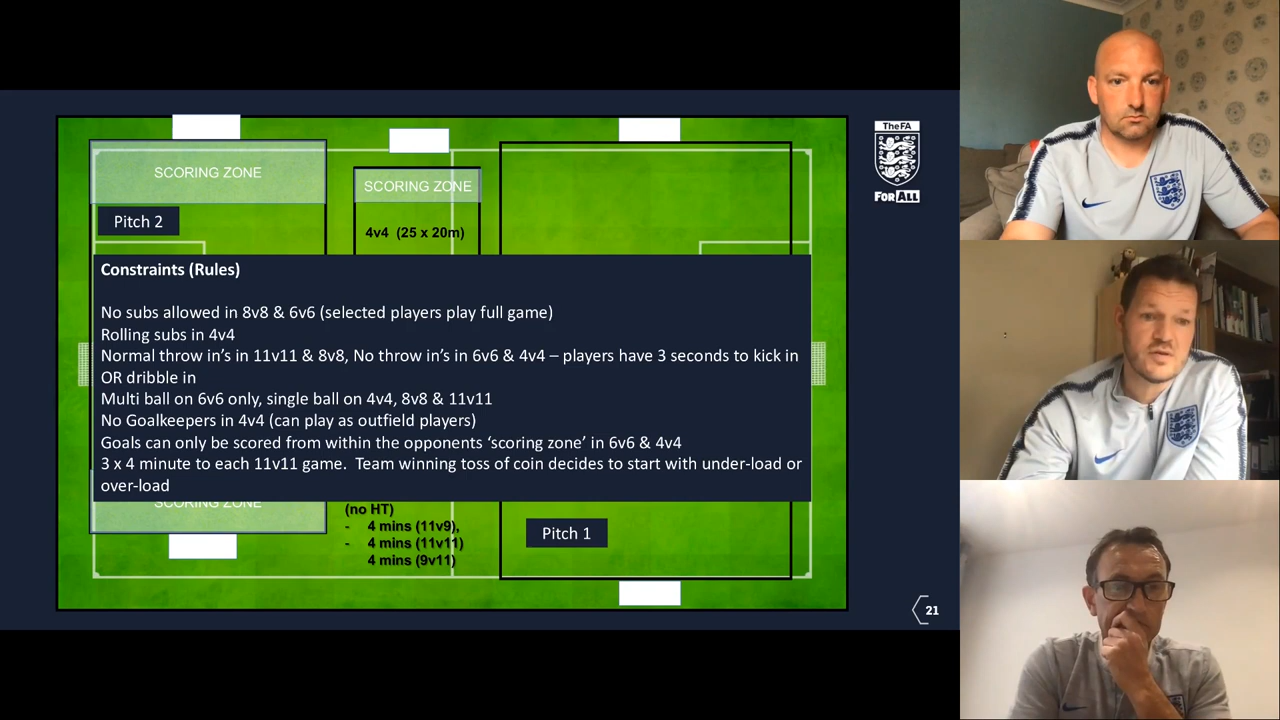 SCORING ZONE
SCORING ZONE
Pitch 2
4v4 (25 x 20m)
Constraints (Rules)
No subs allowed in 8v8 & 6v6 (selected players play full game)
Rolling subs in 4v4
Normal throw in's in 11v11 & 8v8, No throw in's in 6v6 & 4v4 – players have 3 seconds to kick in
OR dribble in
Multi ball on 6v6 only, single ball on 4v4, 8v8 & 11v11
No Goalkeepers in 4v4 (can play as outfield players)
Goals can only be scored from within the opponents 'scoring zone' in 6v6 & 4v4
3 x 4 minute to each 11v11 game. Team winning toss of coin decides to start with under-load or
over-load
SCORING ZONE
(no HT)
- 4 mins (11v9),
- 4 mins (11v11)
4 mins (9v11)
Pitch 1
The FA
FOR ALL
21